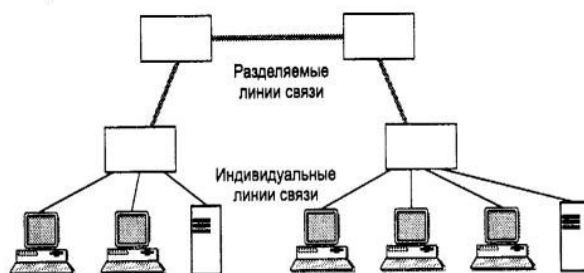 Разделяемые
линии связи
Индивидуальные
линии связи